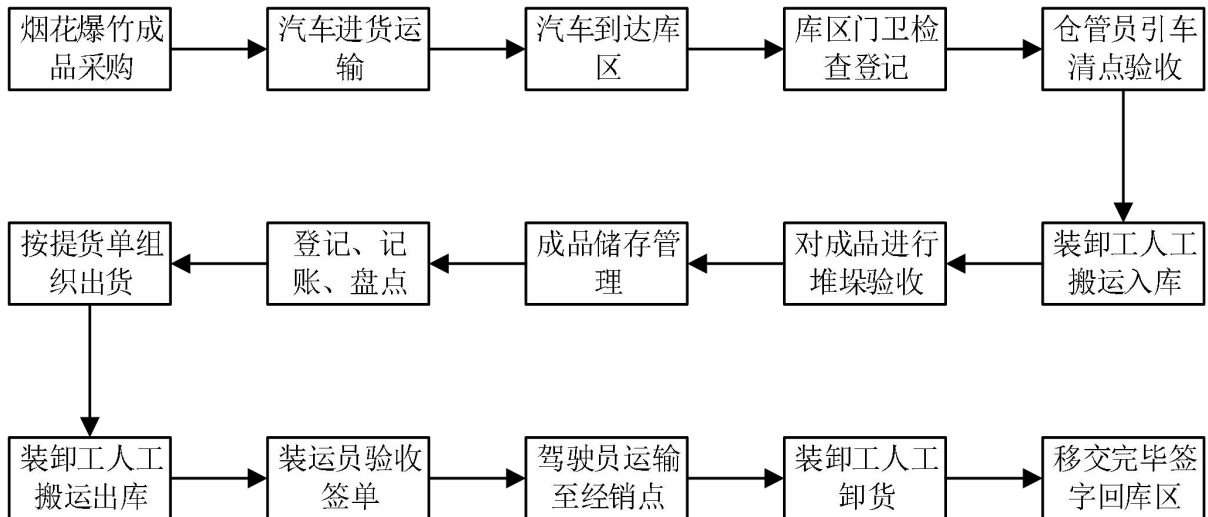 烟花爆竹成
品采购
汽车进货运
输
汽车到达库
区
库区门卫检
查登记
仓管员引车
清点验收
装卸工人工
搬运入库
对成品进行
堆垛验收
成品储存管
理
登记、记
账、盘点
按提货单组
织出货
装卸工人工
搬运出库
装运员验收
签单
驾驶员运输
至经销点
装卸工人工
卸货
移交完毕签
字回库区